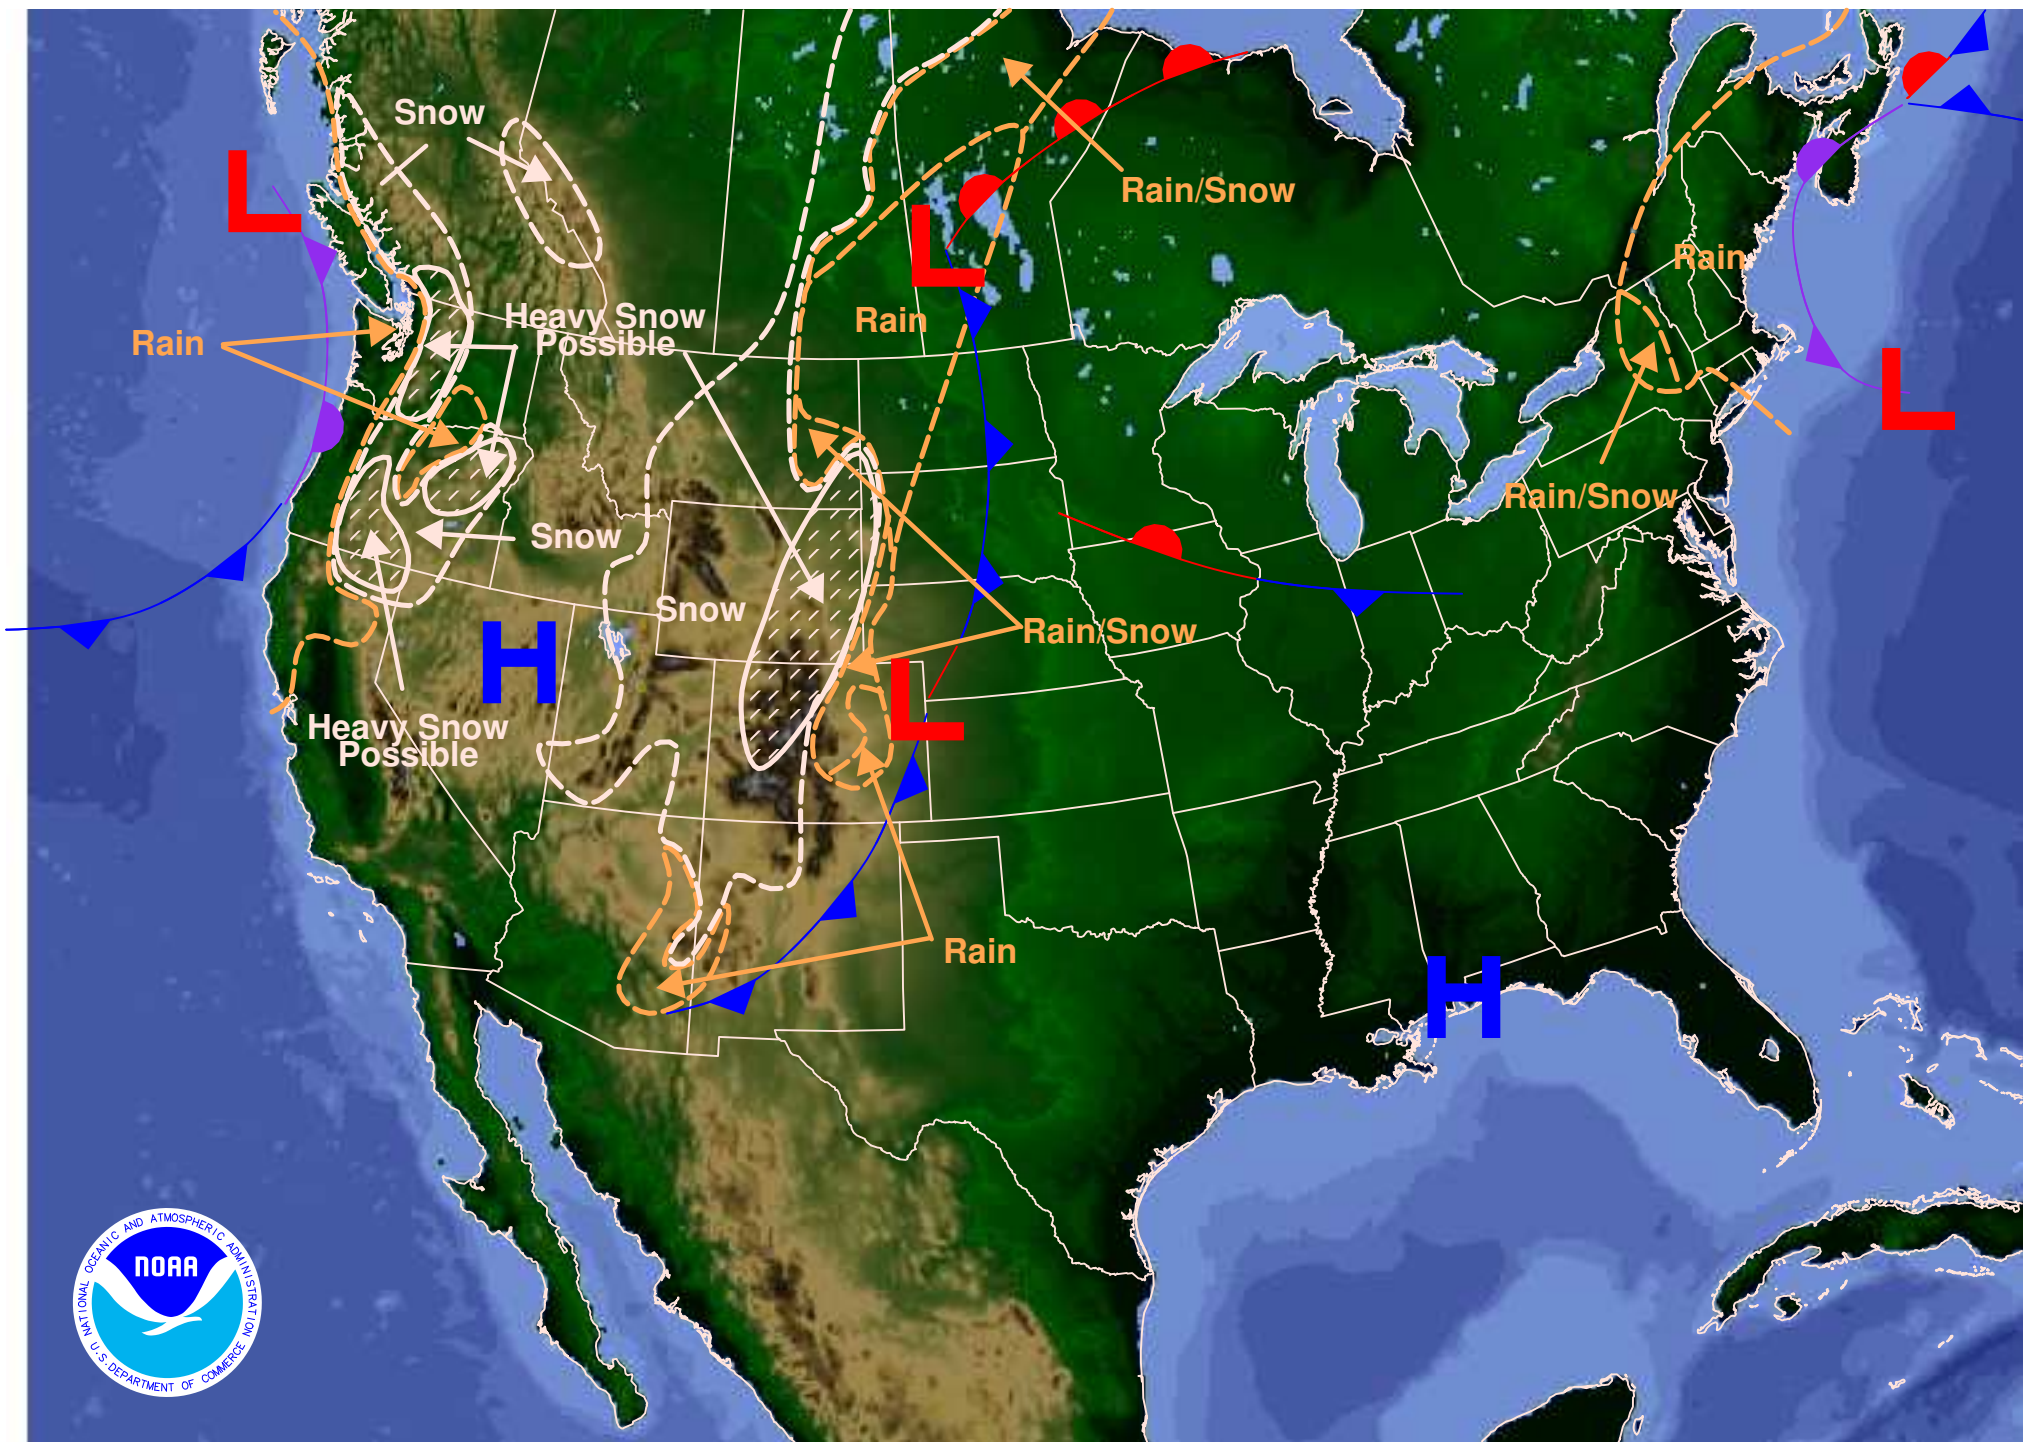 Snow
Rain/Snow
L
Rain
L
Heavy Snow
Possible
Rain
Rain
L
Rain/Snow
Snow
Snow
Rain/Snow
H
L
Heavy Snow
Possible
Rain
H
NATIONAL OCEANIC AND ATMOSPHERIC ADMINISTRATION
NOAA
U.S. DEPARTMENT OF COMMERCE